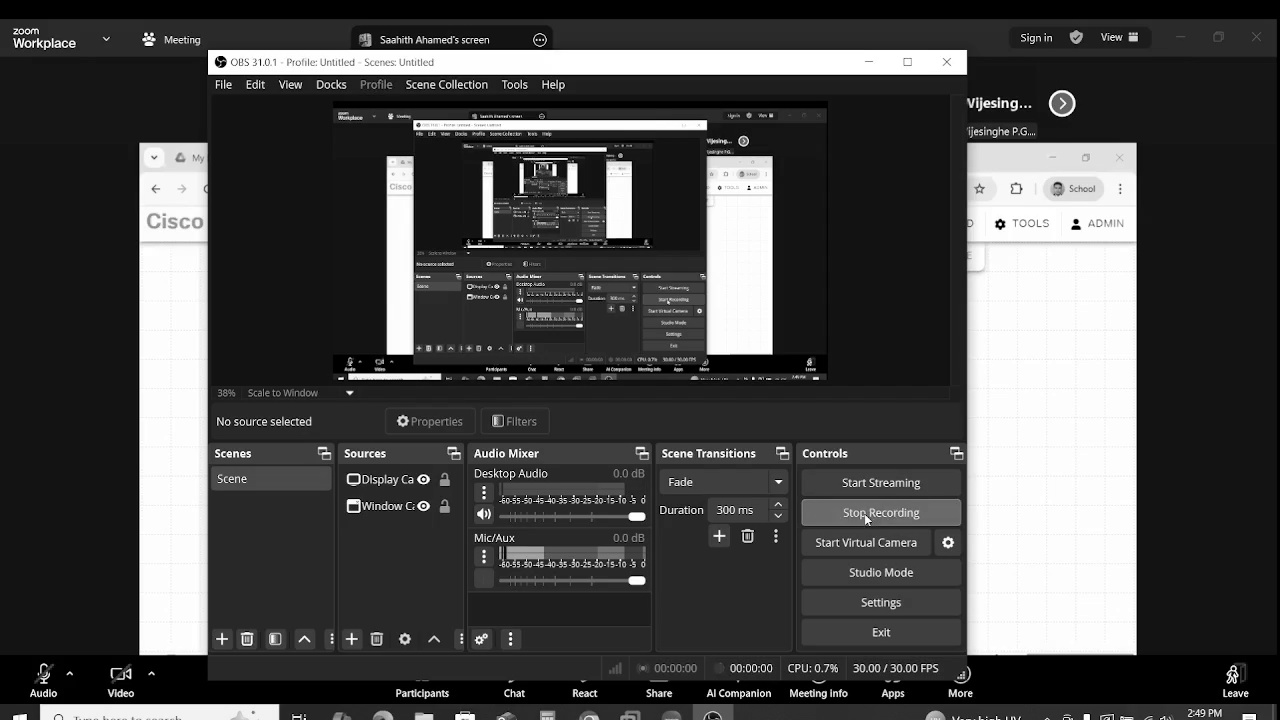 zoom
Workplace
Meeting
Saahith Ahamed's screen
Sign in
View
OBS 31.0.1 - Profile: Untitled - Scenes: Untitled
File Edit View Docks Profile Scene Collection Tools Help
Vijesing...
Vijesinghe P.G...
My
School
Cisco
TOOLS
ADMIN
38% Scale to Window
No source selected
Properties
Filters
Scenes
Scene
Sources
Display Ca
Window Ca
Audio Mixer
Desktop Audio 0.0 dB
-60 -55 -50 -45 -40 -35 -30 -25 -20 -15 -10 -5 0
Mic/Aux 0.0 dB
-60 -55 -50 -45 -40 -35 -30 -25 -20 -15 -10 -5 0
Scene Transitions
Fade
Duration 300 ms
Controls
Start Streaming
Stop Recording
Start Virtual Camera
Studio Mode
Settings
Exit
00:00:00 00:00:00 CPU: 0.7% 30.00 / 30.00 FPS
Audio Video Participants Chat React Share AI Companion Meeting Info Apps More Leave
Type here to search
2:49 PM